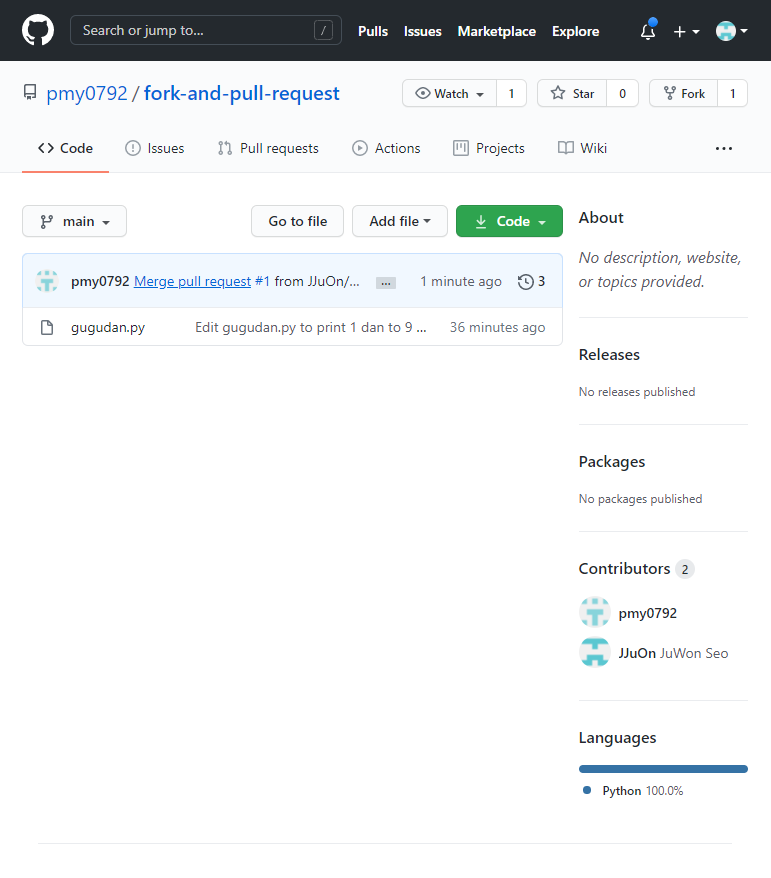 Search or jump to... / Pulls Issues Marketplace Explore
pmy0792 / fork-and-pull-request Watch 1 Star 0 Fork 1
Code Issues Pull requests Actions Projects Wiki ...
main Go to file Add file Code
pmy0792 Merge pull request #1 from JJuOn/... ... 1 minute ago 3
gugudan.py Edit gugudan.py to print 1 dan to 9 ... 36 minutes ago
About
No description, website,
or topics provided.
Releases
No releases published
Packages
No packages published
Contributors 2
pmy0792
JJuOn JuWon Seo
Languages
Python 100.0%